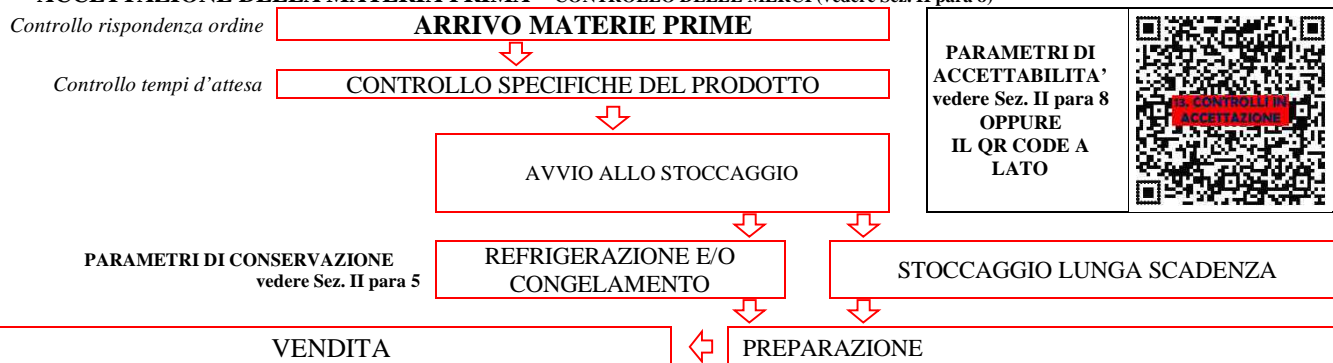 ACCETTAZIONE DELLA MATERIA PRIMA – CONTROLLO DELLE MERCI (vedere Sez. II para 8)
Controllo rispondenza ordine
ARRIVO MATERIE PRIME
Controllo tempi d'attesa
CONTROLLO SPECIFICHE DEL PRODOTTO
PARAMETRI DI
ACCETTABILITA’
vedere Sez. II para 8
OPPURE
IL QR CODE A
LATO
13. CONTROLLI IN
ACCETTAZIONE
AVVIO ALLO STOCCAGGIO
PARAMETRI DI CONSERVAZIONE
vedere Sez. II para 5
REFRIGERAZIONE E/O
CONGELAMENTO
STOCCAGGIO LUNGA SCADENZA
VENDITA
PREPARAZIONE